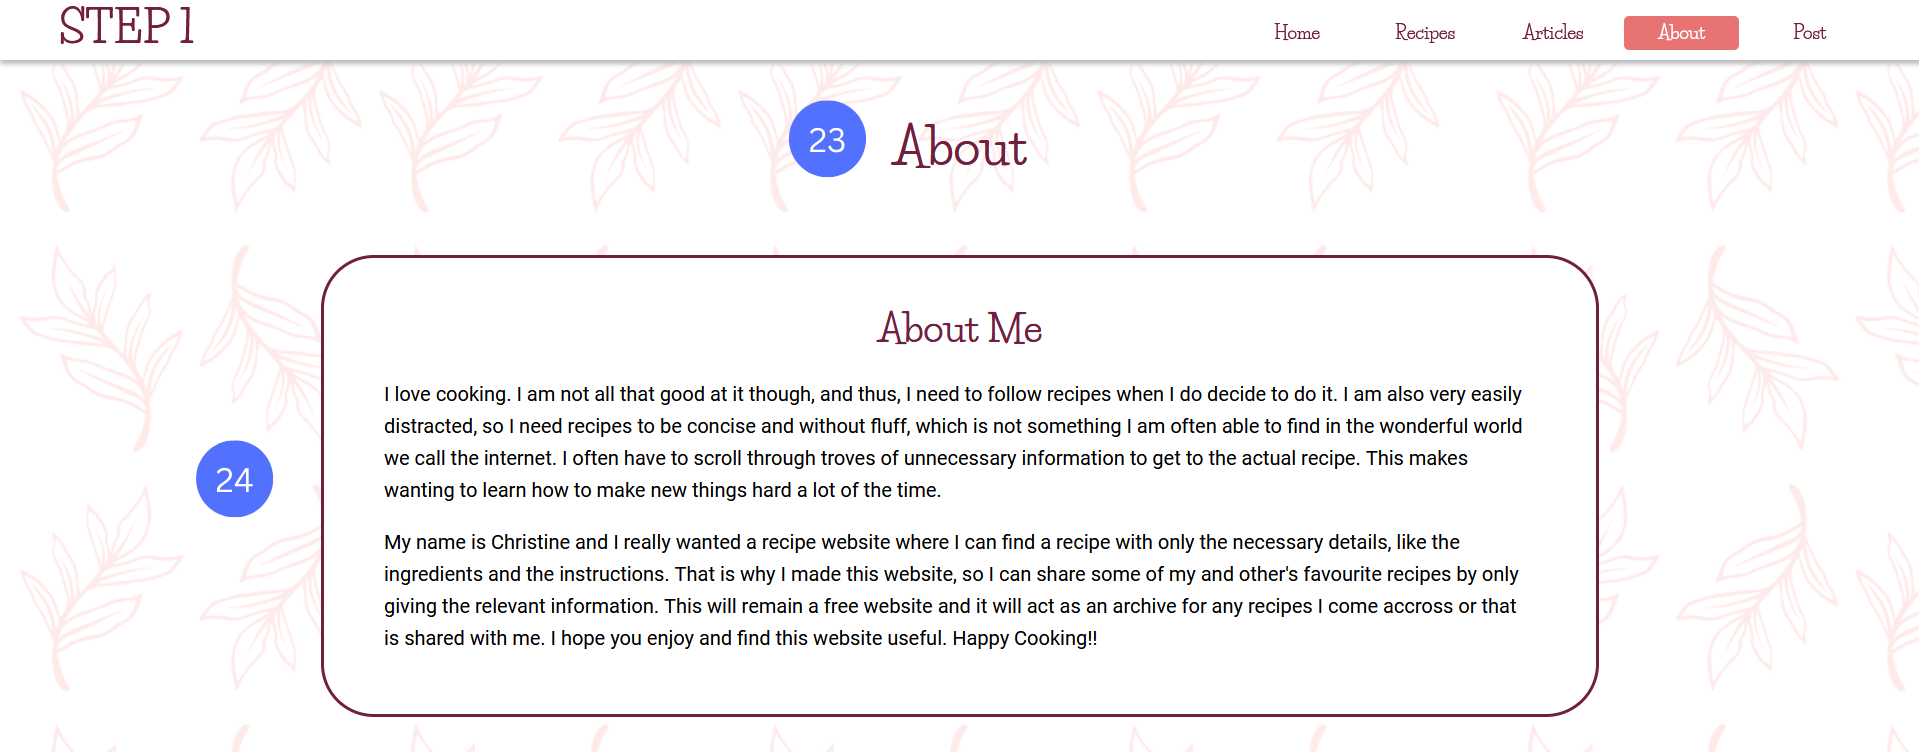 STEP 1
Home Recipes Articles About Post
23 About
About Me
I love cooking. I am not all that good at it though, and thus, I need to follow recipes when I do decide to do it. I am also very easily
distracted, so I need recipes to be concise and without fluff, which is not something I am often able to find in the wonderful world
we call the internet. I often have to scroll through troves of unnecessary information to get to the actual recipe. This makes
wanting to learn how to make new things hard a lot of the time.
24
My name is Christine and I really wanted a recipe website where I can find a recipe with only the necessary details, like the
ingredients and the instructions. That is why I made this website, so I can share some of my and other's favourite recipes by only
giving the relevant information. This will remain a free website and it will act as an archive for any recipes I come accross or that
is shared with me. I hope you enjoy and find this website useful. Happy Cooking!!